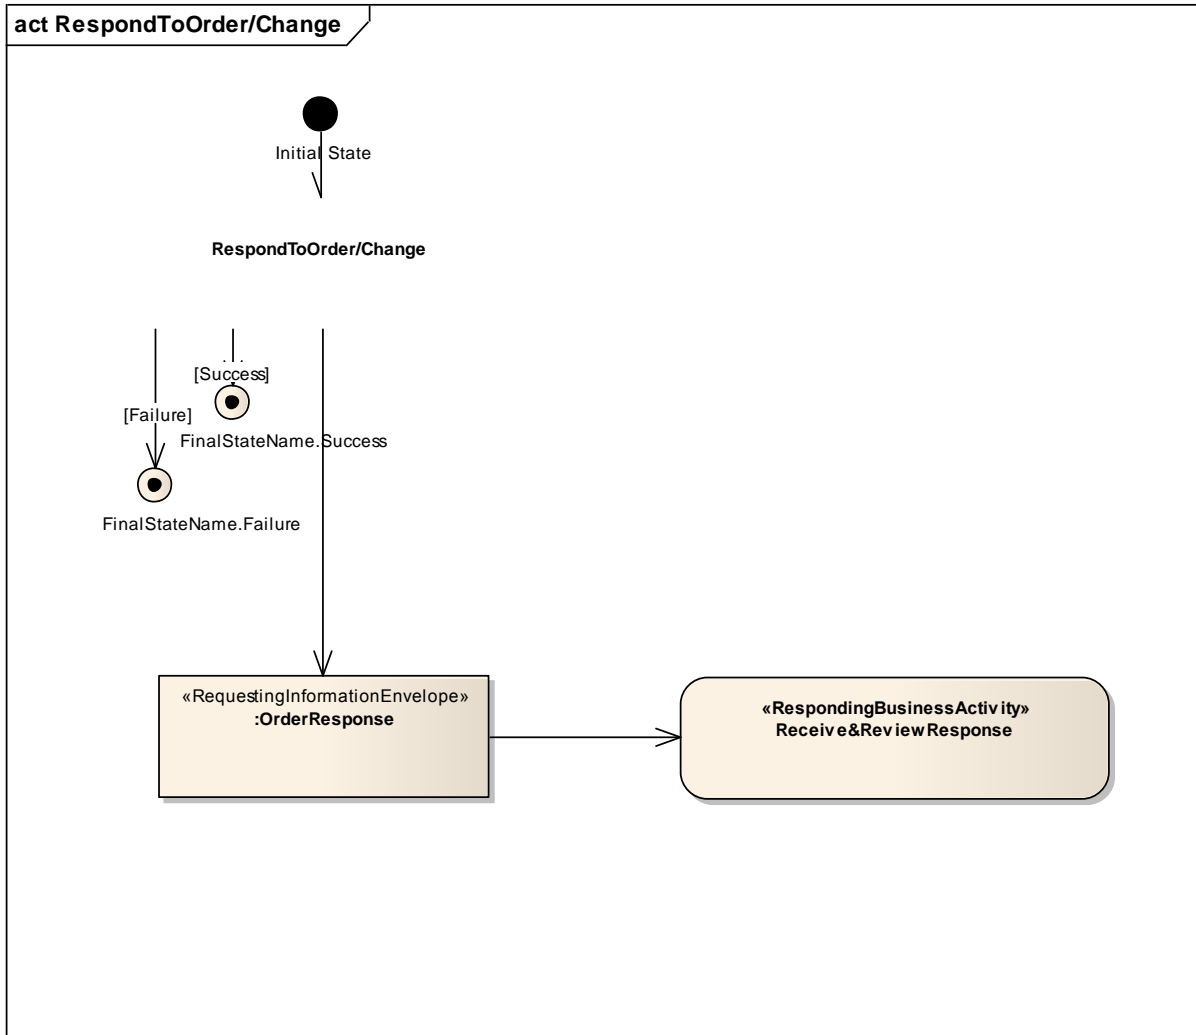 act RespondToOrder/Change
Initial State
RespondToOrder/Change
[Success]
[Failure]
FinalStateName.Success
FinalStateName.Failure
«RequestingInformationEnvelope»
:OrderResponse
«RespondingBusinessActivity»
Receive&ReviewResponse